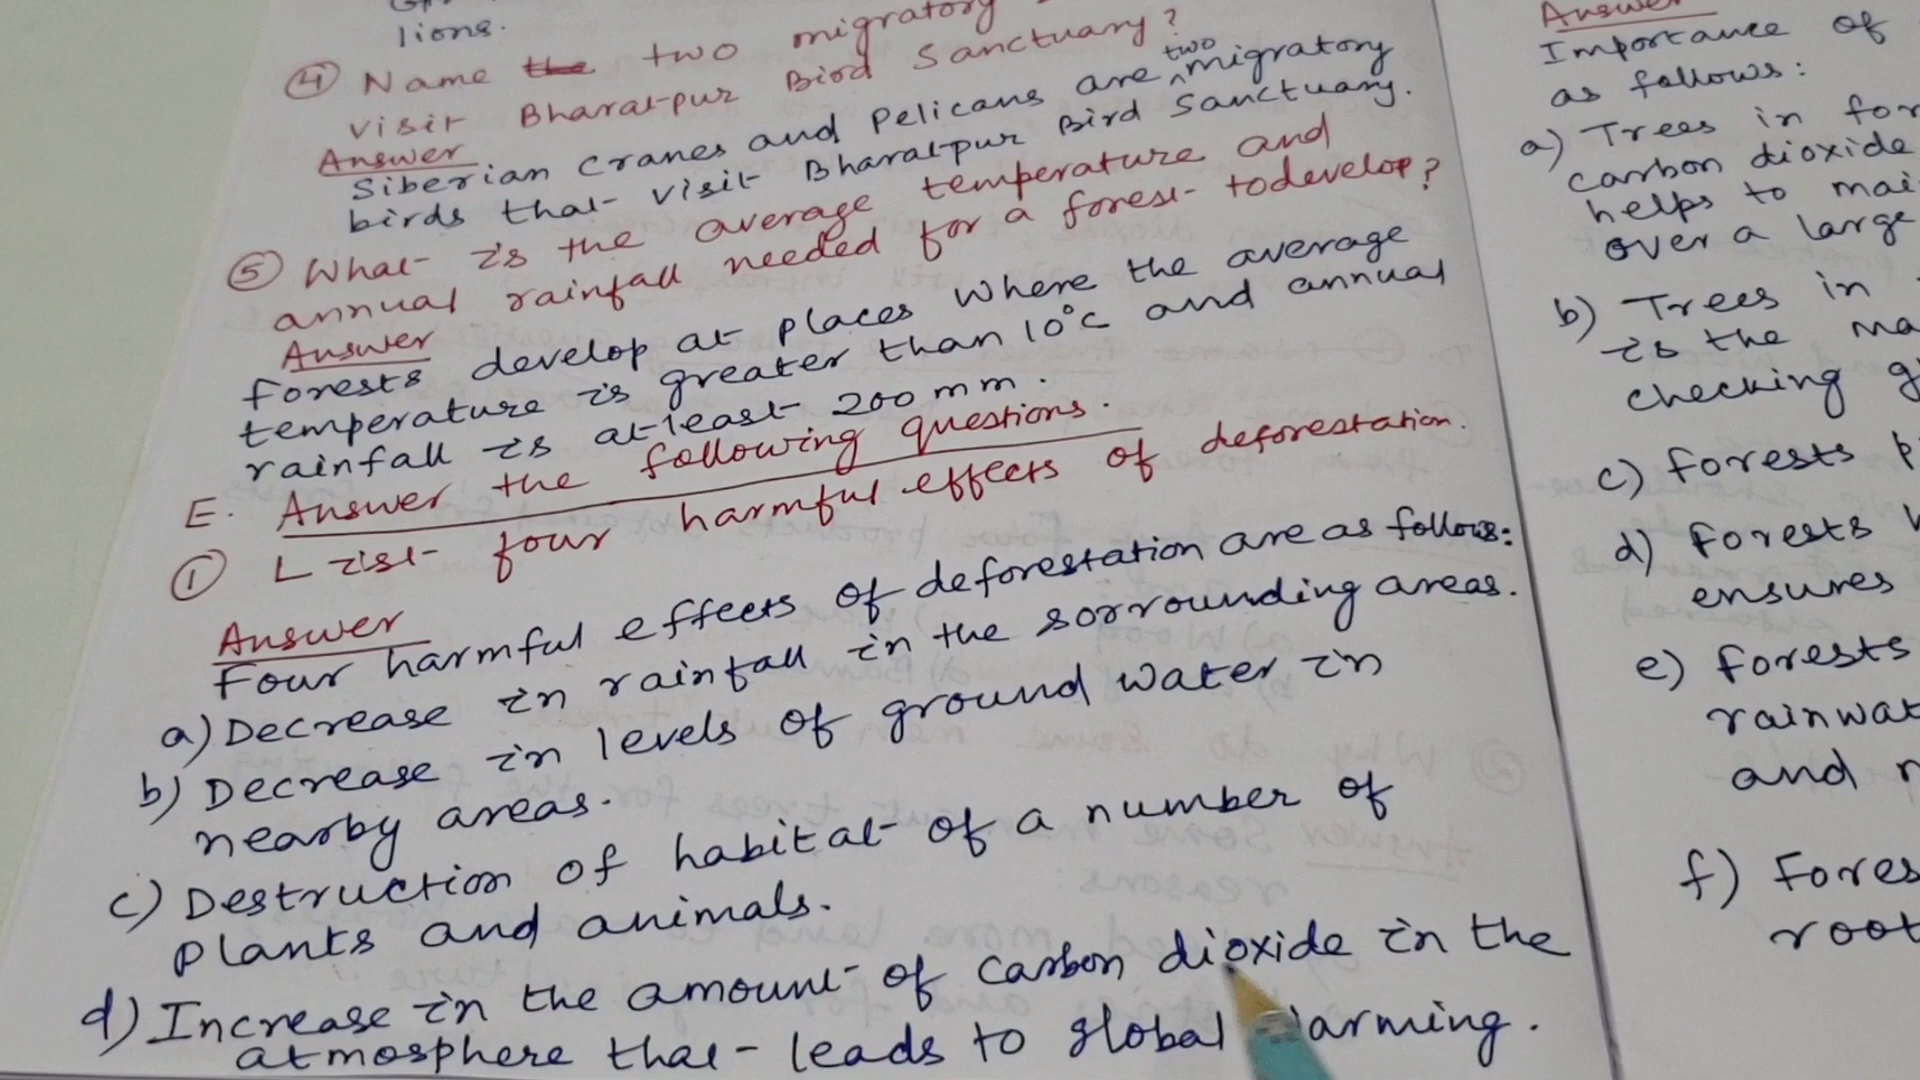 lions.
④ Name the two migratory
visit Bharatpur Bird Sanctuary?
Answer
Siberian cranes and Pelicans are two migratory
birds that visit Bharatpur Bird Sanctuary.
⑤ What is the average temperature and
annual rainfall needed for a forest to develop?
Answer
Forests develop at places where the average
temperature is greater than 10°C and annual
rainfall is at least 200 mm.
E. Answer the following questions.
① List four harmful effects of deforestation.
Answer
Four harmful effects of deforestation are as follows:
a) Decrease in rainfall in the sorrounding areas.
b) Decrease in levels of ground water in
nearby areas.
c) Destruction of habitat of a number of
plants and animals.
d) Increase in the amount of carbon dioxide in the
atmosphere that leads to global arming.
Answer
Importance of
as follows:
a) Trees in for
carbon dioxide
helps to mai
over a large
b) Trees in
is the ma
checking g
c) Forests p
d) Forests
ensures
e) Forests
rainwat
and r
f) Fores
root